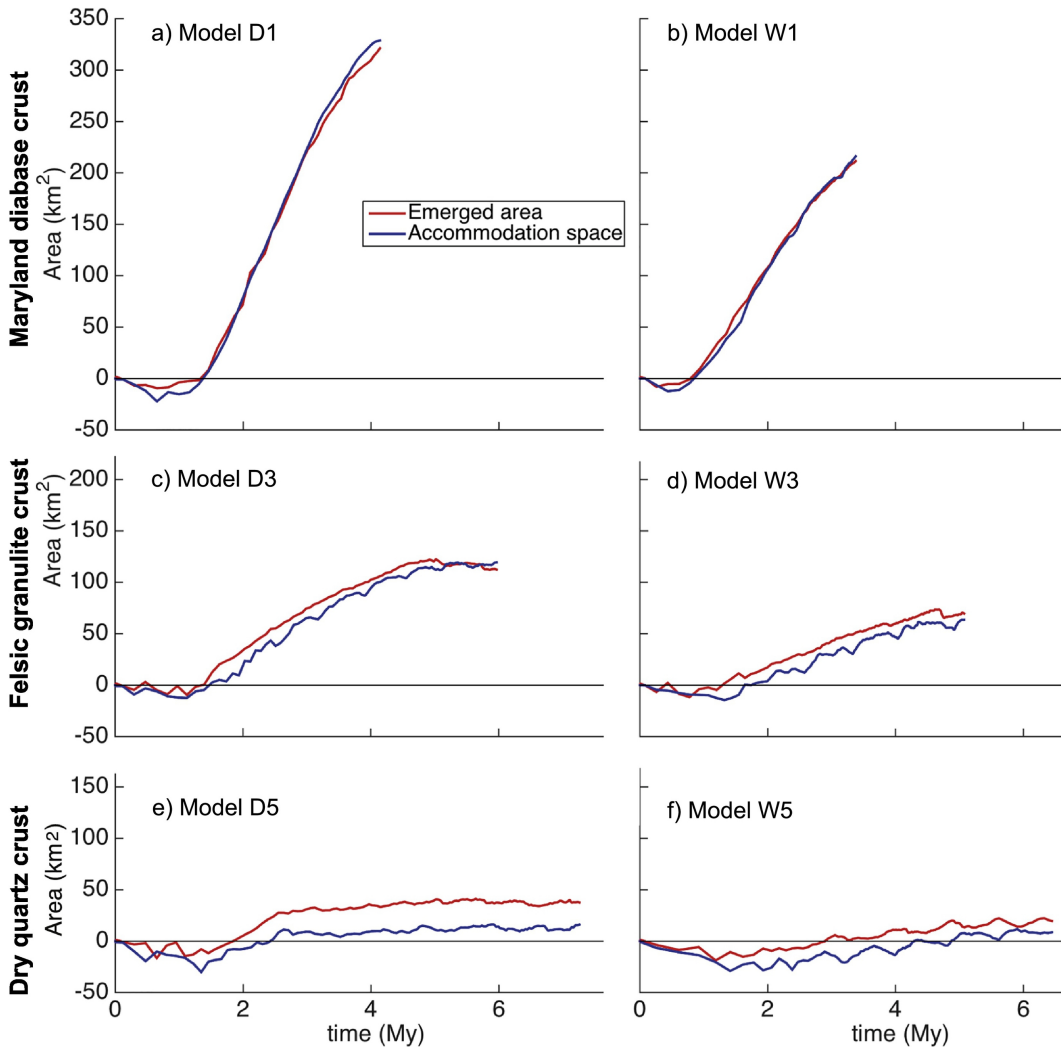 Maryland diabase crust
Area (km2)
350
300
250
200
150
100
50
0
-50
a) Model D1
b) Model W1
Emerged area
Accommodation space
Felsic granulite crust
Area (km2)
200
150
100
50
0
-50
c) Model D3
d) Model W3
Dry quartz crust
Area (km2)
150
100
50
0
-50
e) Model D5
f) Model W5
0 2 4 6
0 2 4 6
time (My)
time (My)